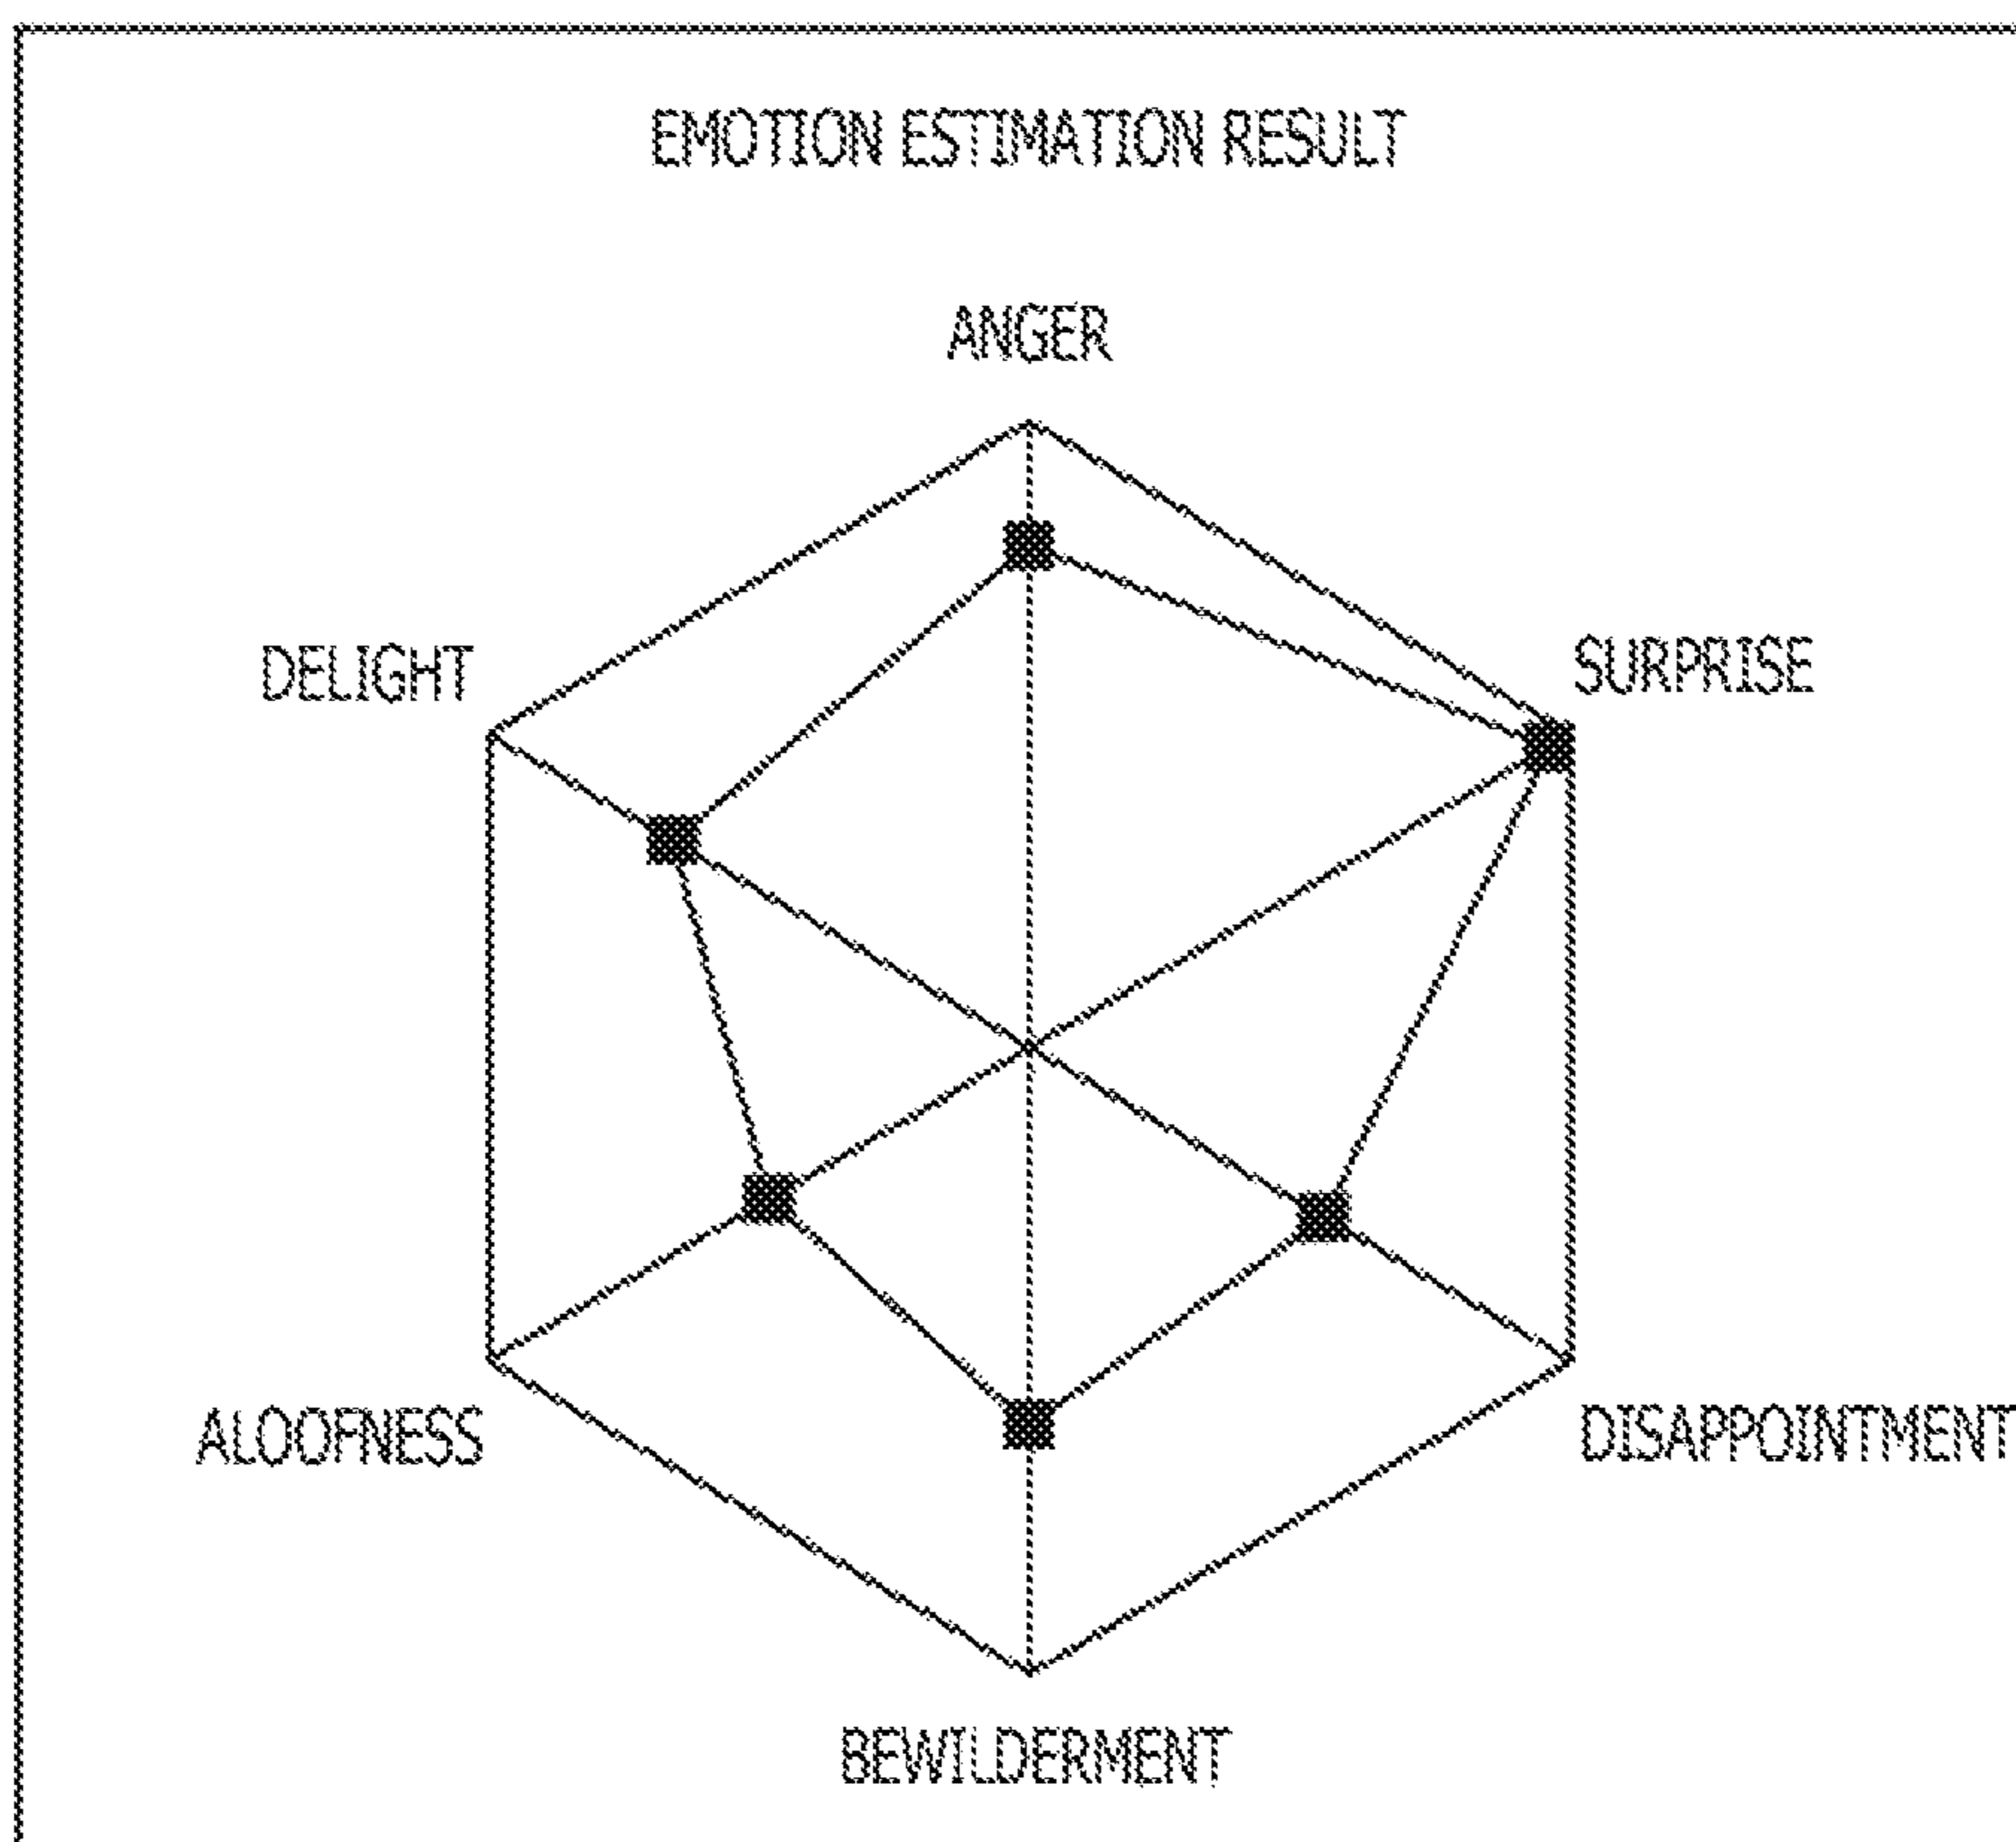 EMOTION ESTIMATION RESULT
ANGER
DELIGHT
SURPRISE
ALOOFNESS
DISAPPOINTMENT
BEWILDERMENT